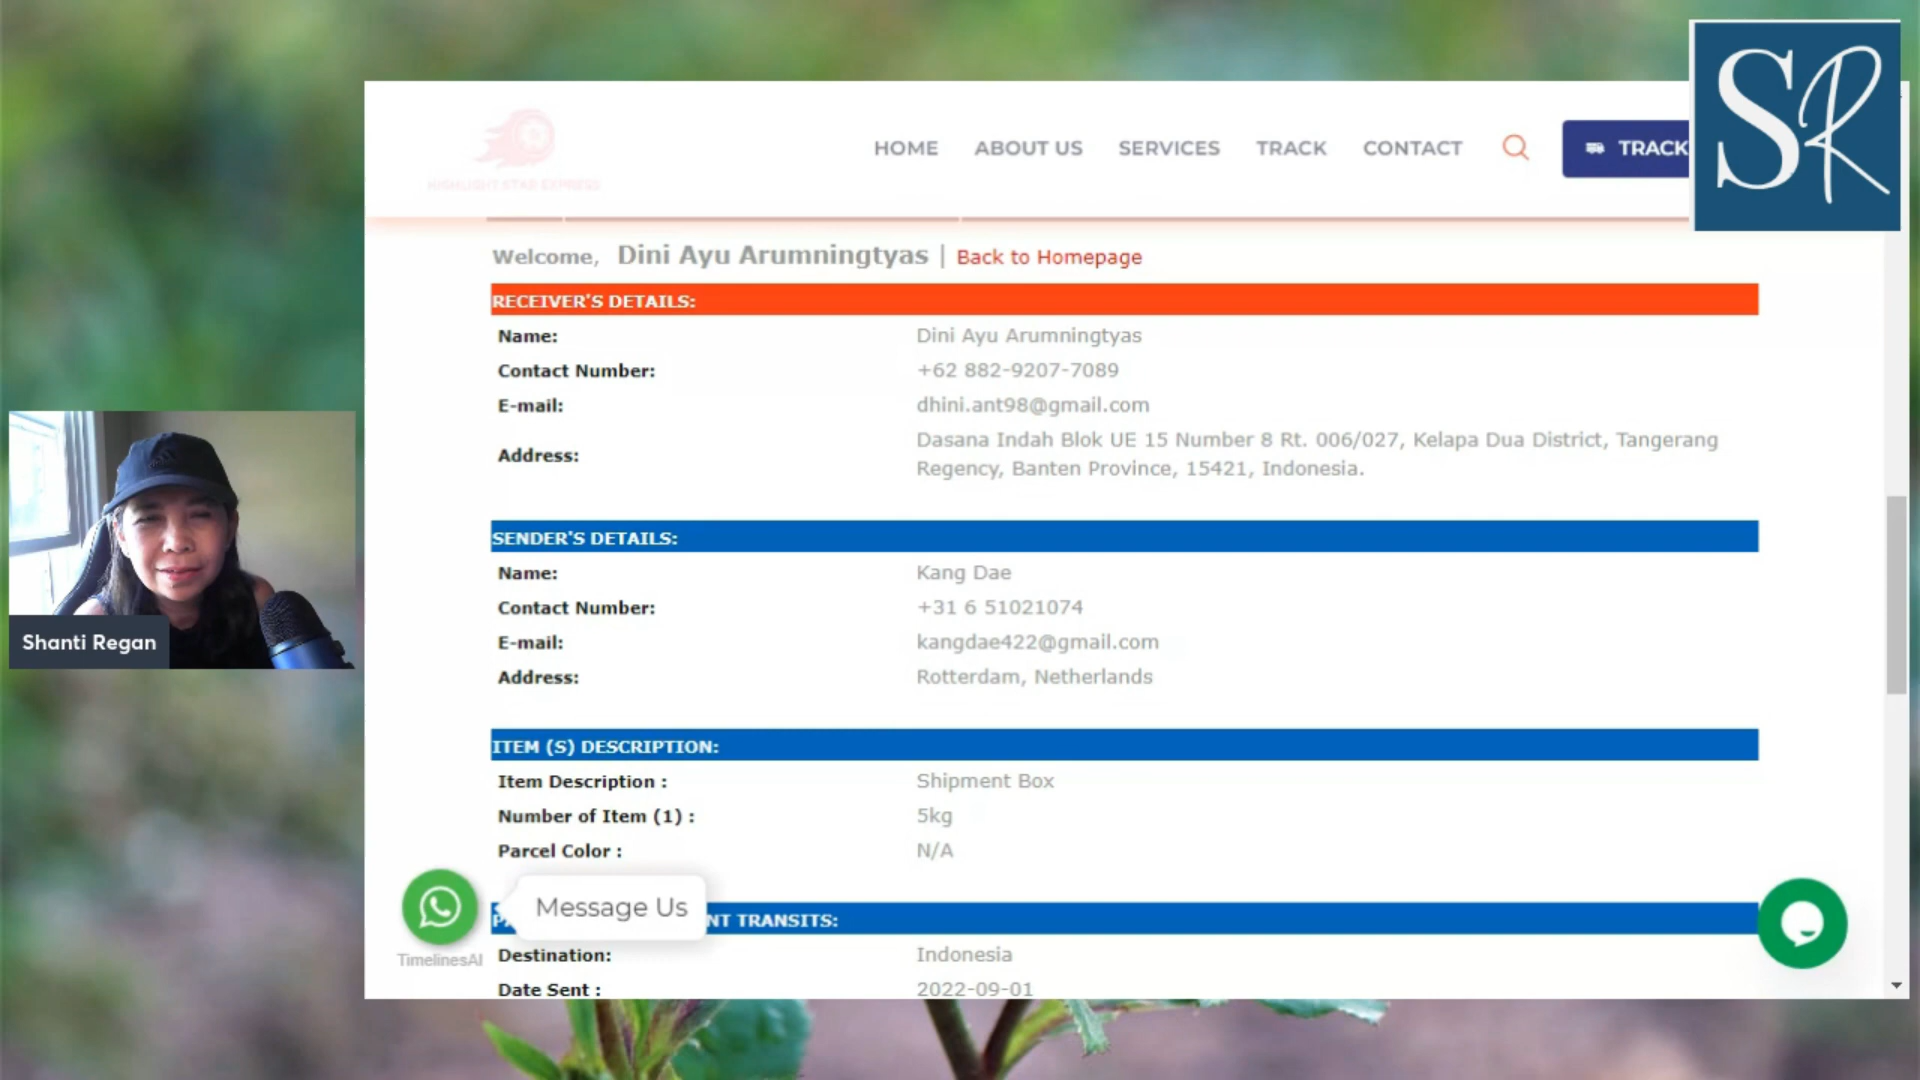 SR
HIGHLIGHT STAR EXPRESS
HOME ABOUT US SERVICES TRACK CONTACT TRACK
Welcome, Dini Ayu Arumningtyas | Back to Homepage
RECEIVER'S DETAILS:
Name: Dini Ayu Arumningtyas
Contact Number: +62 882-9207-7089
E-mail: dhini.ant98@gmail.com
Address: Dasana Indah Blok UE 15 Number 8 Rt. 006/027, Kelapa Dua District, Tangerang
Regency, Banten Province, 15421, Indonesia.
SENDER'S DETAILS:
Name: Kang Dae
Contact Number: +31 6 51021074
E-mail: kangdae422@gmail.com
Address: Rotterdam, Netherlands
Shanti Regan
ITEM (S) DESCRIPTION:
Item Description : Shipment Box
Number of Item (1) : 5kg
Parcel Color : N/A
Message Us
NT TRANSITS:
TimelinesAI
Destination: Indonesia
Date Sent : 2022-09-01